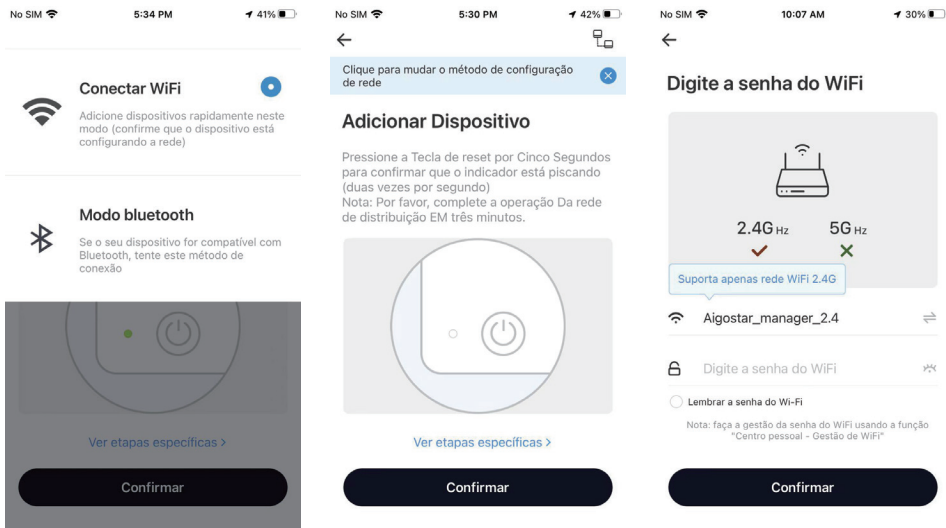 No SIM 5:34 PM 41%
Conectar WiFi
Adicione dispositivos rapidamente neste
modo (confirme que o dispositivo está
configurando a rede)
Modo bluetooth
Se o seu dispositivo for compatível com
Bluetooth, tente este método de
conexão
Ver etapas específicas >
Confirmar
No SIM 5:30 PM 42%
Clique para mudar o método de configuração
de rede
Adicionar Dispositivo
Pressione a Tecla de reset por Cinco Segundos
para confirmar que o indicador está piscando
(duas vezes por segundo)
Nota: Por favor, complete a operação Da rede
de distribuição EM três minutos.
Ver etapas específicas >
Confirmar
No SIM 10:07 AM 30%
Digite a senha do WiFi
2.4G Hz 5G Hz
Suporta apenas rede WiFi 2.4G
Aigostar_manager_2.4
Digite a senha do WiFi
Lembrar a senha do Wi-Fi
Nota: faça a gestão da senha do WiFi usando a função
"Centro pessoal - Gestão de WiFi"
Confirmar